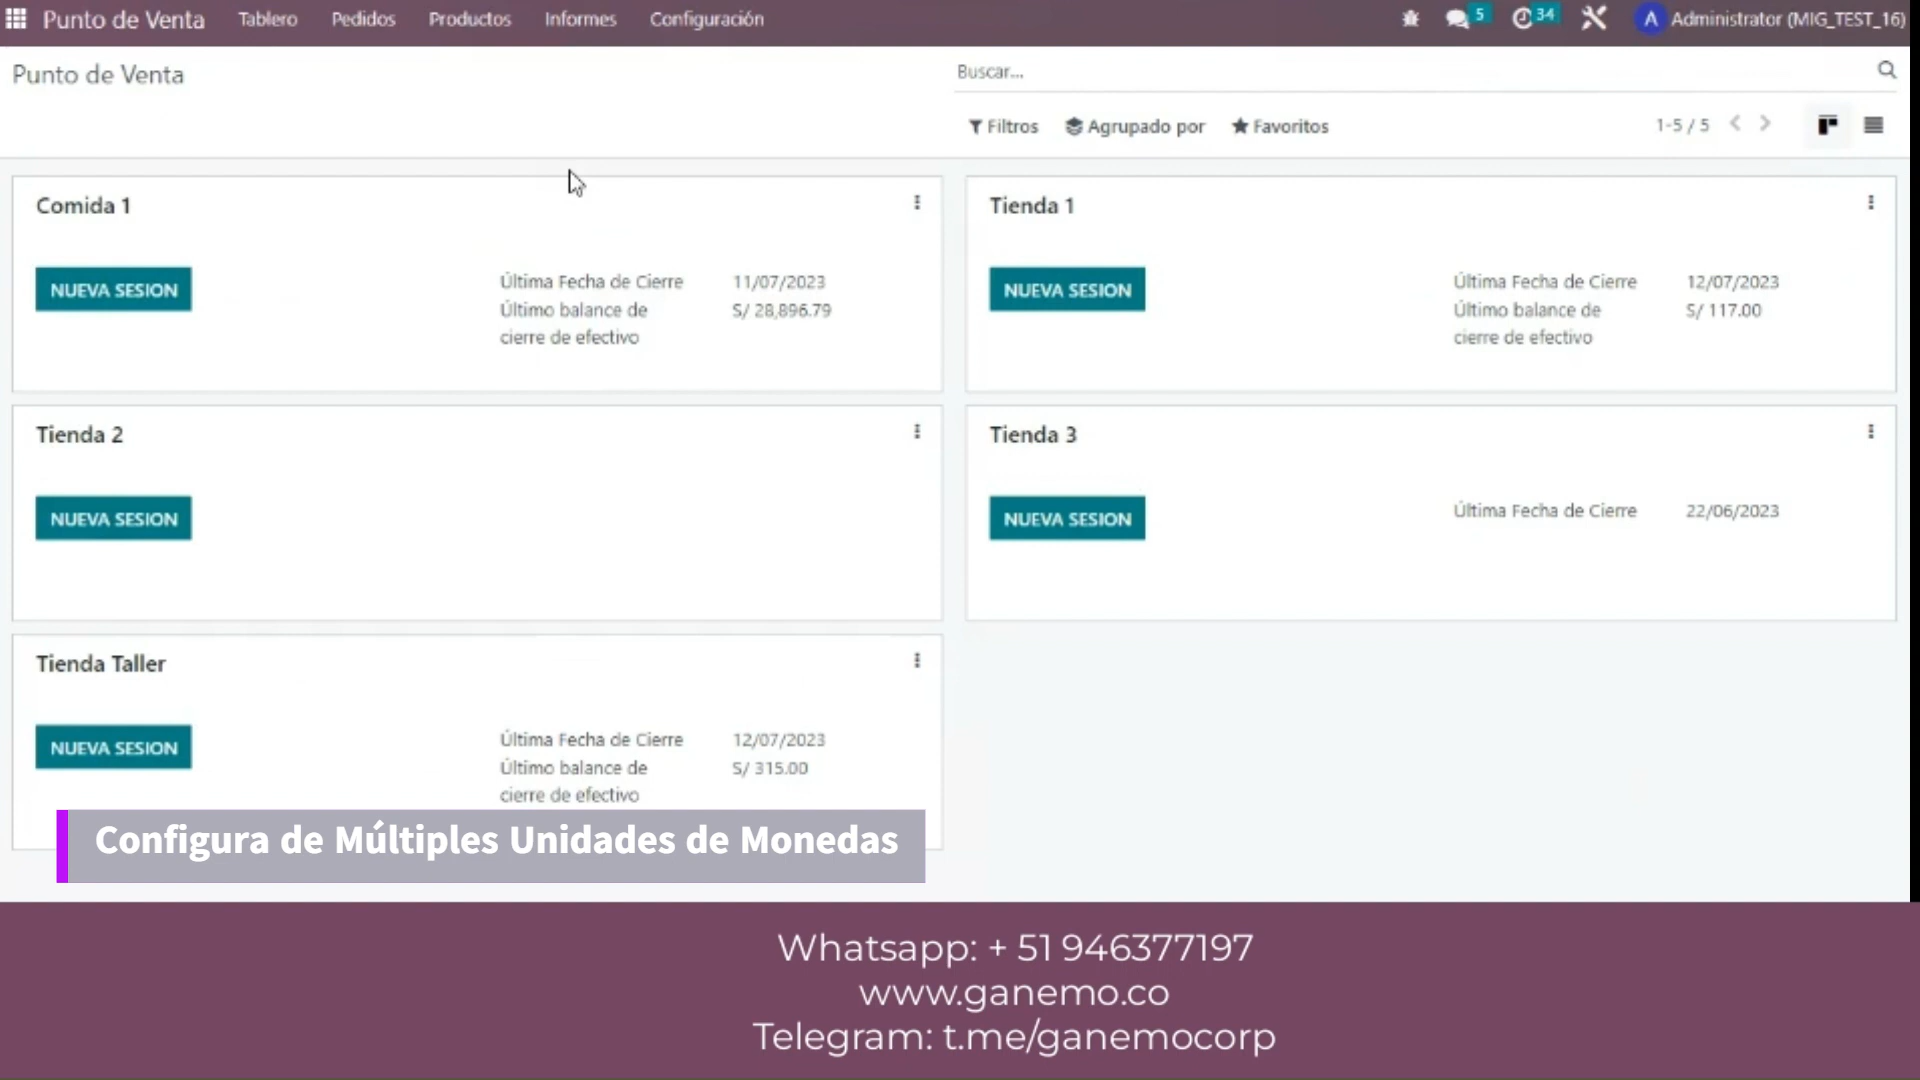 Punto de Venta Tablero Pedidos Productos Informes Configuración 5 34 A Administrator (MIG_TEST_16)
Punto de Venta
Buscar...
Filtros Agrupado por Favoritos 1-5 / 5
Comida 1
NUEVA SESION
Última Fecha de Cierre 11/07/2023
Último balance de S/ 28,896.79
cierre de efectivo
Tienda 1
NUEVA SESION
Última Fecha de Cierre 12/07/2023
Último balance de S/ 117.00
cierre de efectivo
Tienda 2
NUEVA SESION
Tienda 3
NUEVA SESION
Última Fecha de Cierre 22/06/2023
Tienda Taller
NUEVA SESION
Última Fecha de Cierre 12/07/2023
Último balance de S/ 315.00
cierre de efectivo
Configura de Múltiples Unidades de Monedas
Whatsapp: + 51 946377197
www.ganemo.co
Telegram: t.me/ganemocorp